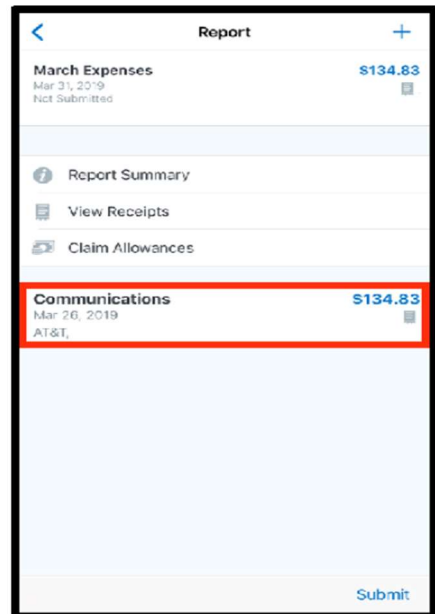 Report
March Expenses $134.83
Mar 31, 2019
Not Submitted
Report Summary
View Receipts
Claim Allowances
Communications $134.83
Mar 26, 2019
AT&T,
Submit